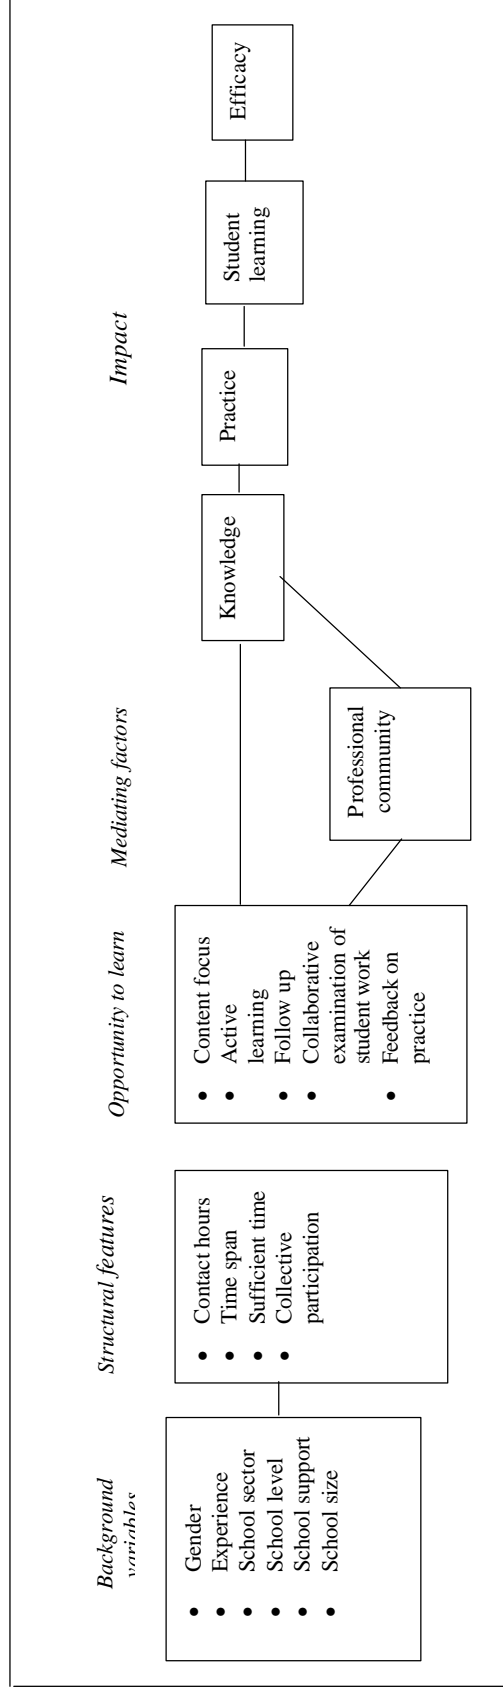 Background
variables
Structural features
Opportunity to learn
Mediating factors
Impact
• Gender
• Experience
• School sector
• School level
• School support
• School size
• Contact hours
• Time span
• Sufficient time
• Collective
participation
• Content focus
• Active
learning
• Follow up
• Collaborative
examination of
student work
• Feedback on
practice
Professional
community
Knowledge
Practice
Student
learning
Efficacy